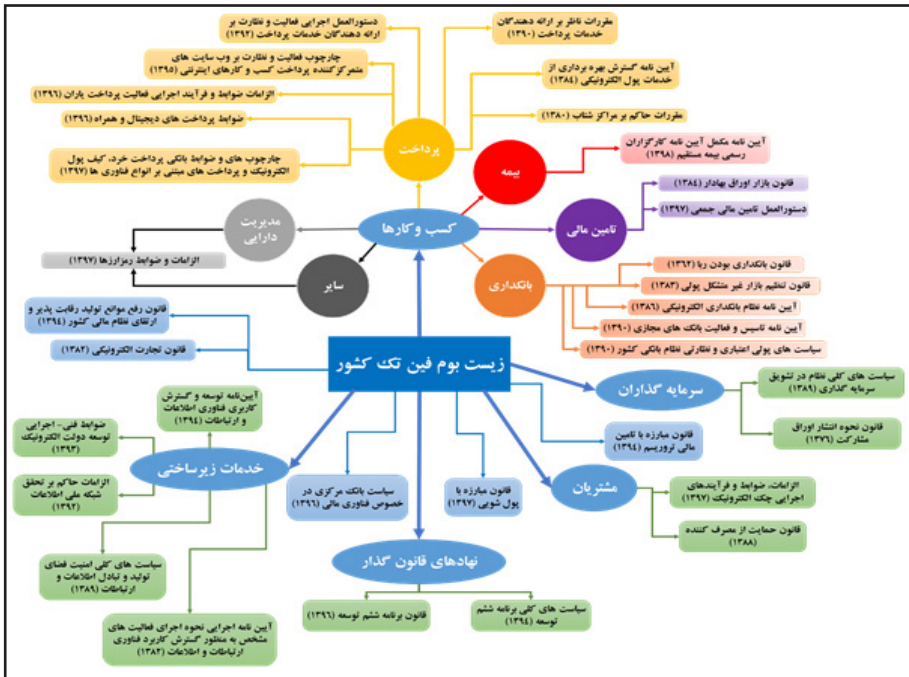 دستورالعمل اجرایی فعالیت و نظارت بر
ارائه دهندگان خدمات پرداخت (۱۳۹۲)
مقررات ناظر بر ارائه دهندگان
خدمات پرداخت (۱۳۹۰)
چارچوب فعالیت و نظارت بر وب سایت های
متمرکزکننده پرداخت کسب و کارهای اینترنتی (۱۳۹۵)
آیین نامه گسترش بهره برداری از
خدمات پول الکترونیکی (۱۳۸۴)
الزامات ضوابط و فرآیند اجرایی فعالیت پرداخت یاران (۱۳۹۶)
مقررات حاکم بر مراکز شتاب (۱۳۸۰)
ضوابط پرداخت های دیجیتال و همراه (۱۳۹۶)
پرداخت
چارچوب های و ضوابط بانکی پرداخت خرد، کیف پول
الکترونیک و پرداخت های مبتنی بر انواع فناوری ها (۱۳۹۷)
بیمه
آیین نامه مکمل آیین نامه کارگزاران
رسمی بیمه مستقیم (۱۳۹۸)
قانون بازار اوراق بهادار (۱۳۸۴)
دستورالعمل تامین مالی جمعی (۱۳۹۷)
تامین مالی
کسب و کارها
مدیریت
دارایی
الزامات و ضوابط رمزارزها (۱۳۹۷)
سایر
بانکداری
قانون بانکداری بودن ربا (۱۳۶۲)
قانون تنظیم بازار غیر متشکل پولی (۱۳۸۳)
آیین نامه نظام بانکداری الکترونیکی (۱۳۸۶)
آیین نامه تاسیس و فعالیت بانک های مجازی (۱۳۹۰)
سیاست های پولی اعتباری و نظارتی نظام بانکی کشور (۱۳۹۰)
قانون رفع موانع تولید رقابت پذیر و
ارتقای نظام مالی کشور (۱۳۹۴)
قانون تجارت الکترونیکی (۱۳۸۲)
زیست بوم فین تک کشور
سرمایه گذاران
سیاست های کلی نظام در تشویق
سرمایه گذاری (۱۳۸۹)
قانون نحوه انتشار اوراق
مشارکت (۱۳۷۶)
آیین‌نامه توسعه و گسترش
کاربری فناوری اطلاعات
و ارتباطات (۱۳۹۴)
ضوابط فنی- اجرایی
توسعه دولت الکترونیک
(۱۳۹۳)
خدمات زیرساختی
الزامات حاکم بر تحقق
شبکه ملی اطلاعات
(۱۳۹۲)
قانون مبارزه با تامین
مالی تروریسم (۱۳۹۴)
سیاست بانک مرکزی در
خصوص فناوری مالی (۱۳۹۶)
قانون مبارزه با
پول شویی (۱۳۹۷)
مشتریان
الزامات، ضوابط و فرآیندهای
اجرایی چک الکترونیک (۱۳۹۷)
قانون حمایت از مصرف کننده
(۱۳۸۸)
سیاست های کلی امنیت فضای
تولید و تبادل اطلاعات و
ارتباطات (۱۳۸۹)
نهادهای قانون گذار
قانون برنامه ششم توسعه (۱۳۹۶)
سیاست های کلی برنامه ششم
توسعه (۱۳۹۴)
آیین نامه اجرایی نحوه اجرای فعالیت های
مشخص به منظور گسترش کاربرد فناوری
ارتباطات و اطلاعات (۱۳۸۲)